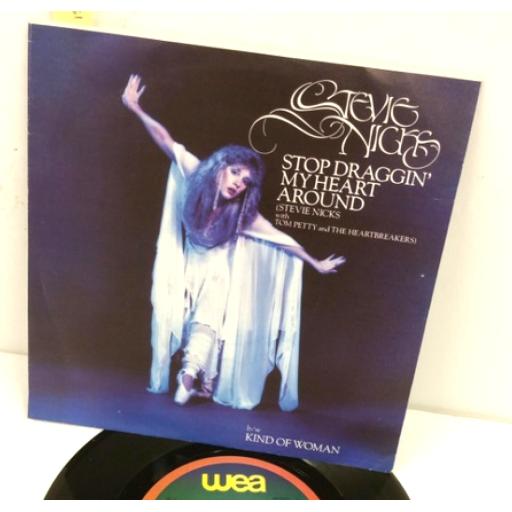 STEVIE
NICKS
STOP DRAGGIN'
MY HEART
AROUND
(STEVIE NICKS
with
TOM PETTY and THE HEARTBREAKERS)
b/w
KIND OF WOMAN
wea